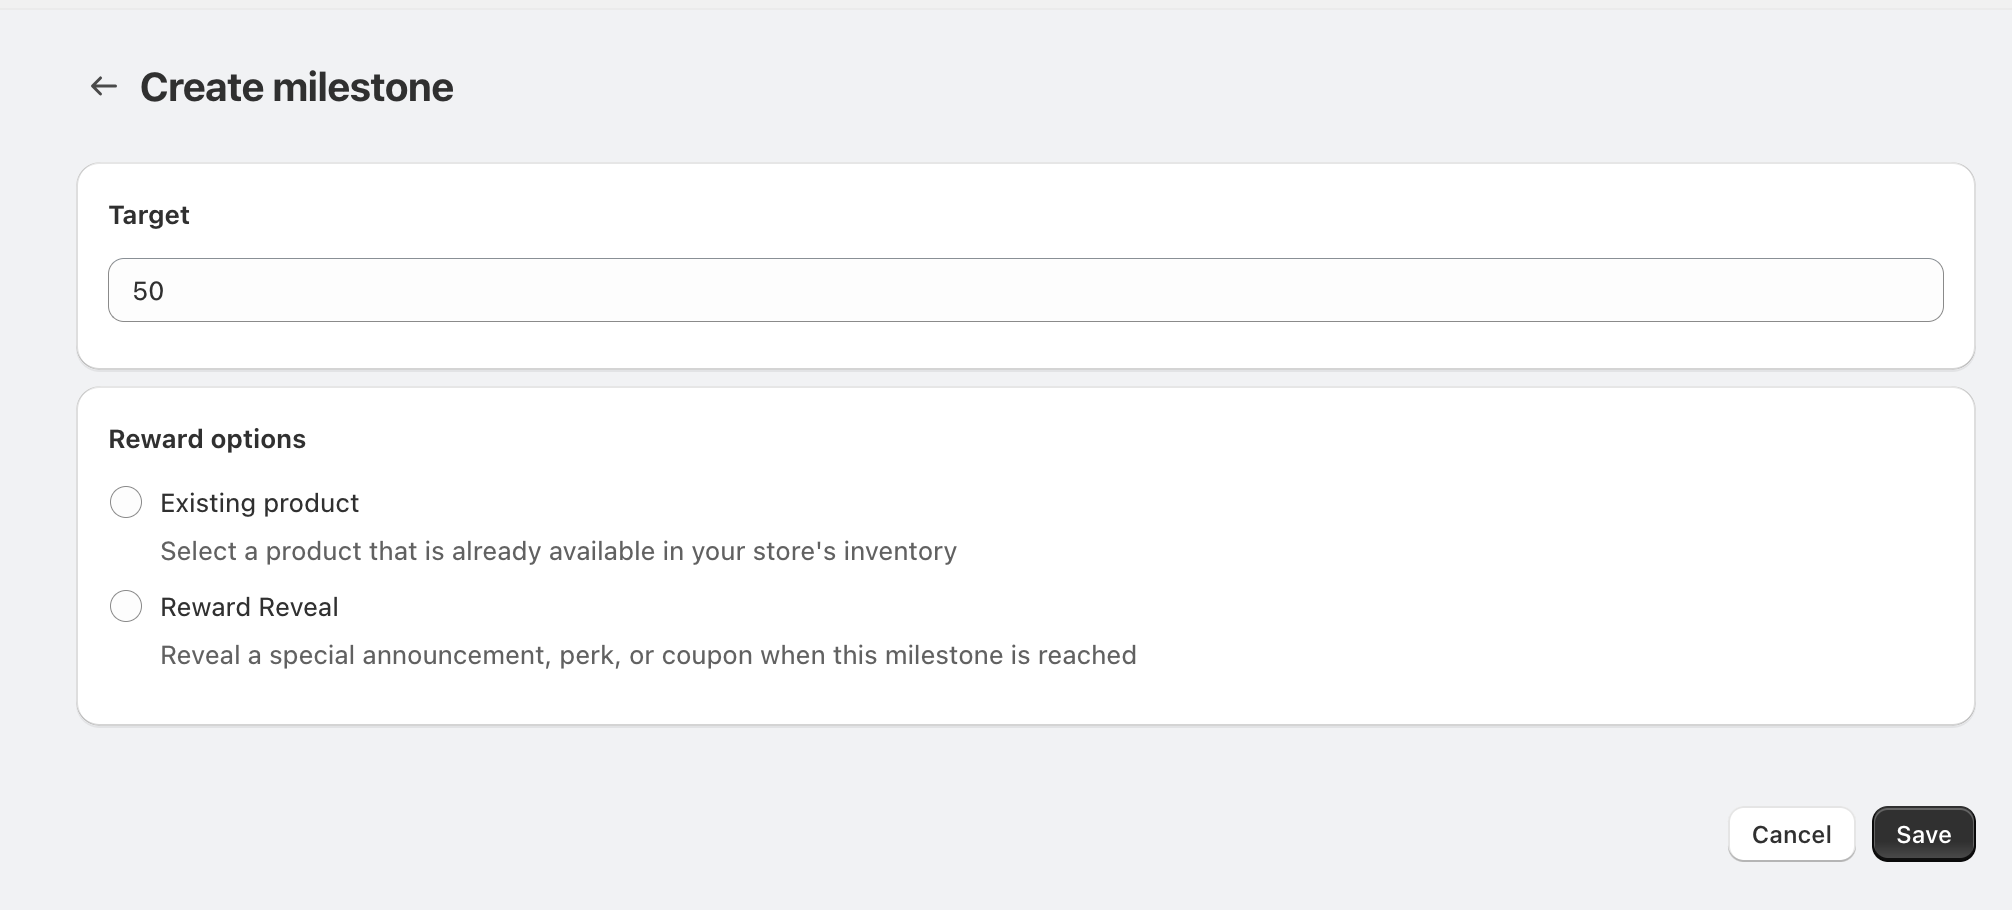 Create milestone
Target
50
Reward options
Existing product
Select a product that is already available in your store's inventory
Reward Reveal
Reveal a special announcement, perk, or coupon when this milestone is reached
Cancel
Save